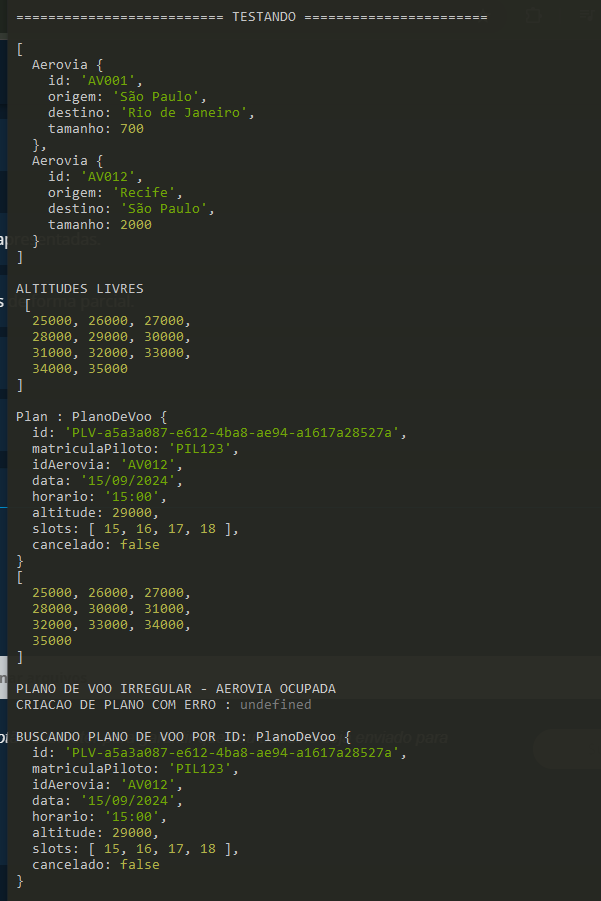 ========================== TESTANDO =======================
[
Aerovia {
id: 'AV001',
origem: 'São Paulo',
destino: 'Rio de Janeiro',
tamanho: 700
},
Aerovia {
id: 'AV012',
origem: 'Recife',
destino: 'São Paulo',
tamanho: 2000
}
]
ALTITUDES LIVRES
[
25000, 26000, 27000,
28000, 29000, 30000,
31000, 32000, 33000,
34000, 35000
]
Plan : PlanoDeVoo {
id: 'PLV-a5a3a087-e612-4ba8-ae94-a1617a28527a',
matriculaPiloto: 'PIL123',
idAerovia: 'AV012',
data: '15/09/2024',
horario: '15:00',
altitude: 29000,
slots: [ 15, 16, 17, 18 ],
cancelado: false
}
[
25000, 26000, 27000,
28000, 30000, 31000,
32000, 33000, 34000,
35000
]
PLANO DE VOO IRREGULAR - AEROVIA OCUPADA
CRIACAO DE PLANO COM ERRO : undefined
BUSCANDO PLANO DE VOO POR ID: PlanoDeVoo {
id: 'PLV-a5a3a087-e612-4ba8-ae94-a1617a28527a',
matriculaPiloto: 'PIL123',
idAerovia: 'AV012',
data: '15/09/2024',
horario: '15:00',
altitude: 29000,
slots: [ 15, 16, 17, 18 ],
cancelado: false
}